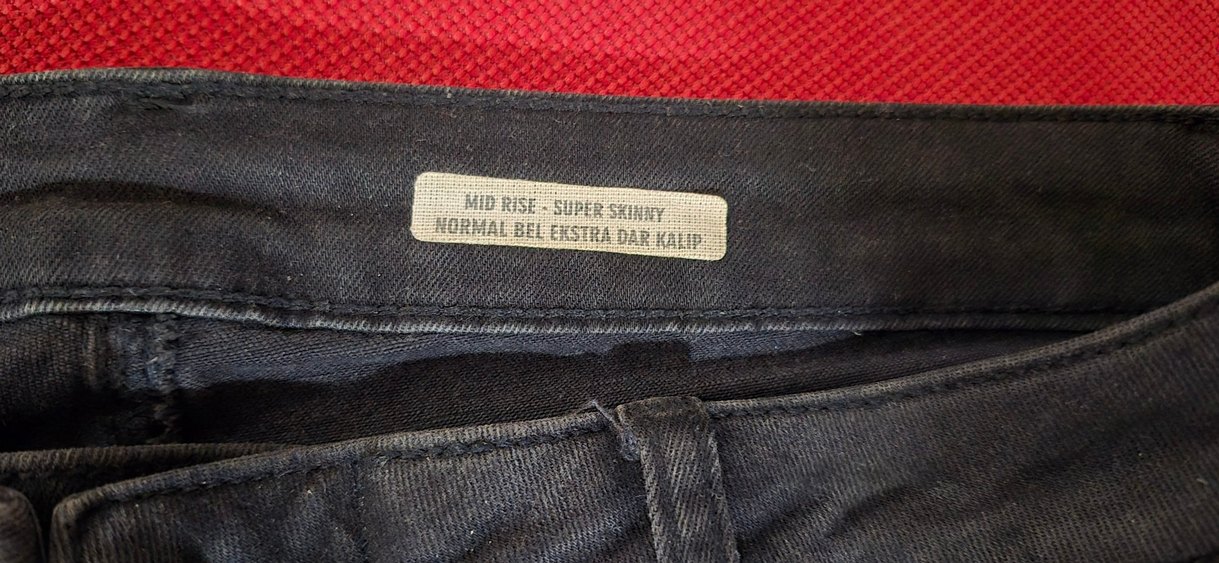 MID RISE - SUPER SKINNY
NORMAL BEL EKSTRA DAR KALIP